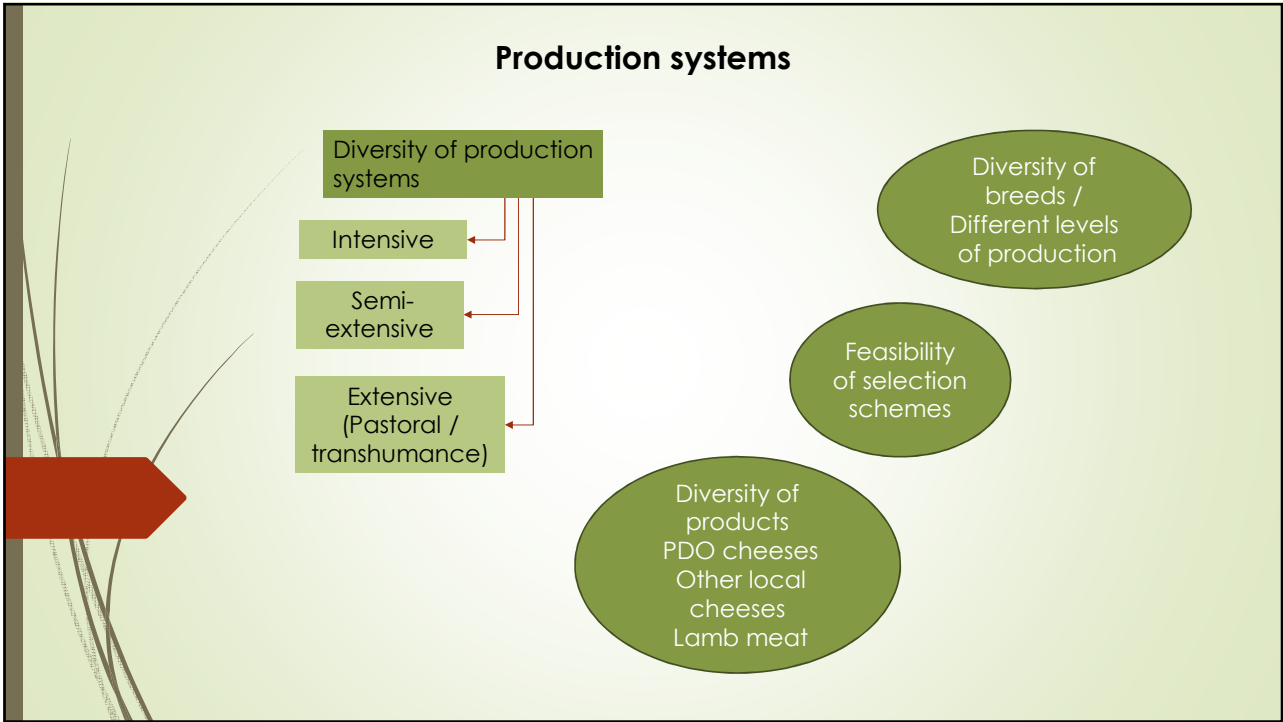 Production systems
Diversity of production
systems
Intensive
Semi-
extensive
Extensive
(Pastoral /
transhumance)
Diversity of
breeds /
Different levels
of production
Feasibility
of selection
schemes
Diversity of
products
PDO cheeses
Other local
cheeses
Lamb meat